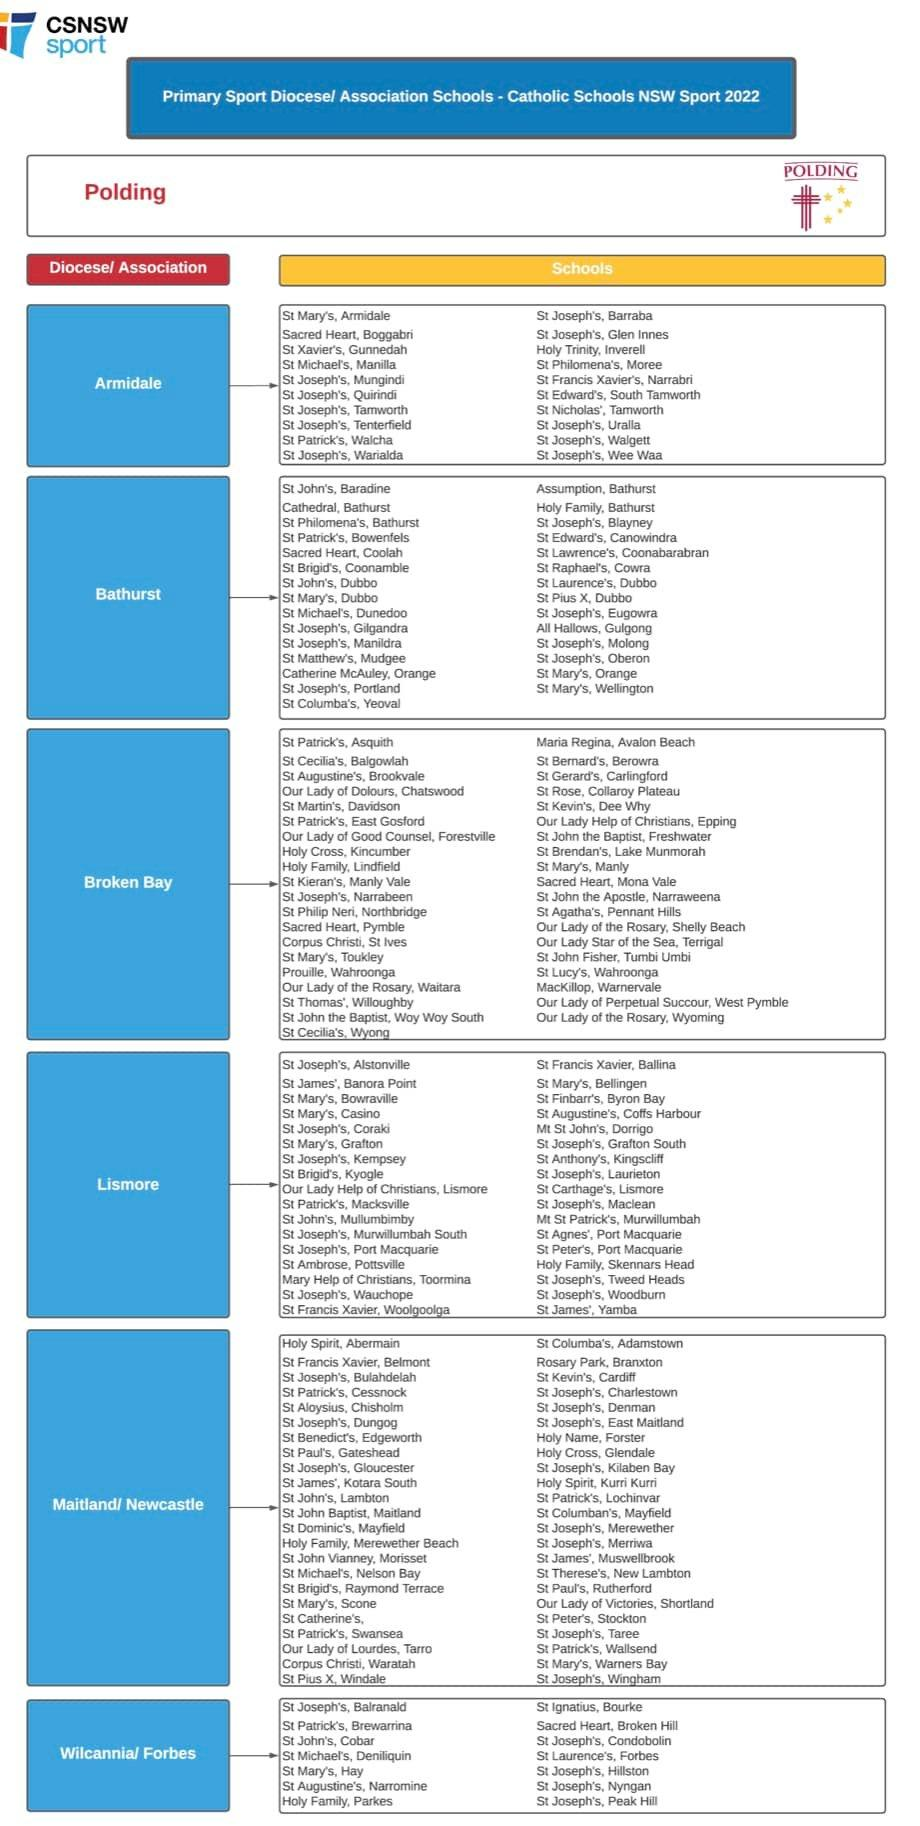 CSNSW
sport
Primary Sport Diocese/ Association Schools - Catholic Schools NSW Sport 2022
Polding
POLDING
Diocese/ Association
Schools
Armidale
St Mary's, Armidale St Joseph's, Barraba
Sacred Heart, Boggabri St Joseph's, Glen Innes
St Xavier's, Gunnedah Holy Trinity, Inverell
St Michael's, Manilla St Philomena's, Moree
St Joseph's, Mungindi St Francis Xavier's, Narrabri
St Joseph's, Quirindi St Edward's, South Tamworth
St Joseph's, Tamworth St Nicholas', Tamworth
St Joseph's, Tenterfield St Joseph's, Uralla
St Patrick's, Walcha St Joseph's, Walgett
St Joseph's, Warialda St Joseph's, Wee Waa
Bathurst
St John's, Baradine Assumption, Bathurst
Cathedral, Bathurst Holy Family, Bathurst
St Philomena's, Bathurst St Joseph's, Blayney
St Patrick's, Bowenfels St Edward's, Canowindra
Sacred Heart, Coolah St Lawrence's, Coonabarabran
St Brigid's, Coonamble St Raphael's, Cowra
St John's, Dubbo St Laurence's, Dubbo
St Mary's, Dubbo St Pius X, Dubbo
St Michael's, Dunedoo St Joseph's, Eugowra
St Joseph's, Gilgandra All Hallows, Gulgong
St Joseph's, Manildra St Joseph's, Molong
St Matthew's, Mudgee St Joseph's, Oberon
Catherine McAuley, Orange St Mary's, Orange
St Joseph's, Portland St Mary's, Wellington
St Columba's, Yeoval
Broken Bay
St Patrick's, Asquith Maria Regina, Avalon Beach
St Cecilia's, Balgowlah St Bernard's, Berowra
St Augustine's, Brookvale St Gerard's, Carlingford
Our Lady of Dolours, Chatswood St Rose, Collaroy Plateau
St Martin's, Davidson St Kevin's, Dee Why
St Patrick's, East Gosford Our Lady Help of Christians, Epping
Our Lady of Good Counsel, Forestville St John the Baptist, Freshwater
Holy Cross, Kincumber St Brendan's, Lake Munmorah
Holy Family, Lindfield St Mary's, Manly
St Kieran's, Manly Vale Sacred Heart, Mona Vale
St Joseph's, Narrabeen St John the Apostle, Narraweena
St Philip Neri, Northbridge St Agatha's, Pennant Hills
Sacred Heart, Pymble Our Lady of the Rosary, Shelly Beach
Corpus Christi, St Ives Our Lady Star of the Sea, Terrigal
St Mary's, Toukley St John Fisher, Tumbi Umbi
Prouille, Wahroonga St Lucy's, Wahroonga
Our Lady of the Rosary, Waitara MacKillop, Warnervale
St Thomas', Willoughby Our Lady of Perpetual Succour, West Pymble
St John the Baptist, Woy Woy South Our Lady of the Rosary, Wyoming
St Cecilia's, Wyong
Lismore
St Joseph's, Alstonville St Francis Xavier, Ballina
St James', Banora Point St Mary's, Bellingen
St Mary's, Bowraville St Finbarr's, Byron Bay
St Mary's, Casino St Augustine's, Coffs Harbour
St Joseph's, Coraki Mt St John's, Dorrigo
St Mary's, Grafton St Joseph's, Grafton South
St Joseph's, Kempsey St Anthony's, Kingscliff
St Brigid's, Kyogle St Joseph's, Laurieton
Our Lady Help of Christians, Lismore St Carthage's, Lismore
St Patrick's, Macksville St Joseph's, Maclean
St John's, Mullumbimby Mt St Patrick's, Murwillumbah
St Joseph's, Murwillumbah South St Agnes', Port Macquarie
St Joseph's, Port Macquarie St Peter's, Port Macquarie
St Ambrose, Pottsville Holy Family, Skennars Head
Mary Help of Christians, Toormina St Joseph's, Tweed Heads
St Joseph's, Wauchope St Joseph's, Woodburn
St Francis Xavier, Woolgoolga St James', Yamba
Maitland/ Newcastle
Holy Spirit, Abermain St Columba's, Adamstown
St Francis Xavier, Belmont Rosary Park, Branxton
St Joseph's, Bulahdelah St Kevin's, Cardiff
St Patrick's, Cessnock St Joseph's, Charlestown
St Aloysius, Chisholm St Joseph's, Denman
St Joseph's, Dungog St Joseph's, East Maitland
St Benedict's, Edgeworth Holy Name, Forster
St Paul's, Gateshead Holy Cross, Glendale
St Joseph's, Gloucester St Joseph's, Kilaben Bay
St James', Kotara South Holy Spirit, Kurri Kurri
St John's, Lambton St Patrick's, Lochinvar
St John Baptist, Maitland St Columban's, Mayfield
St Dominic's, Mayfield St Joseph's, Merewether
Holy Family, Merewether Beach St Joseph's, Merriwa
St John Vianney, Morisset St James', Muswellbrook
St Michael's, Nelson Bay St Therese's, New Lambton
St Brigid's, Raymond Terrace St Paul's, Rutherford
St Mary's, Scone Our Lady of Victories, Shortland
St Catherine's, St Peter's, Stockton
St Patrick's, Swansea St Joseph's, Taree
Our Lady of Lourdes, Tarro St Patrick's, Wallsend
Corpus Christi, Waratah St Mary's, Warners Bay
St Pius X, Windale St Joseph's, Wingham
Wilcannia/ Forbes
St Joseph's, Balranald St Ignatius, Bourke
St Patrick's, Brewarrina Sacred Heart, Broken Hill
St John's, Cobar St Joseph's, Condobolin
St Michael's, Deniliquin St Laurence's, Forbes
St Mary's, Hay St Joseph's, Hillston
St Augustine's, Narromine St Joseph's, Nyngan
Holy Family, Parkes St Joseph's, Peak Hill